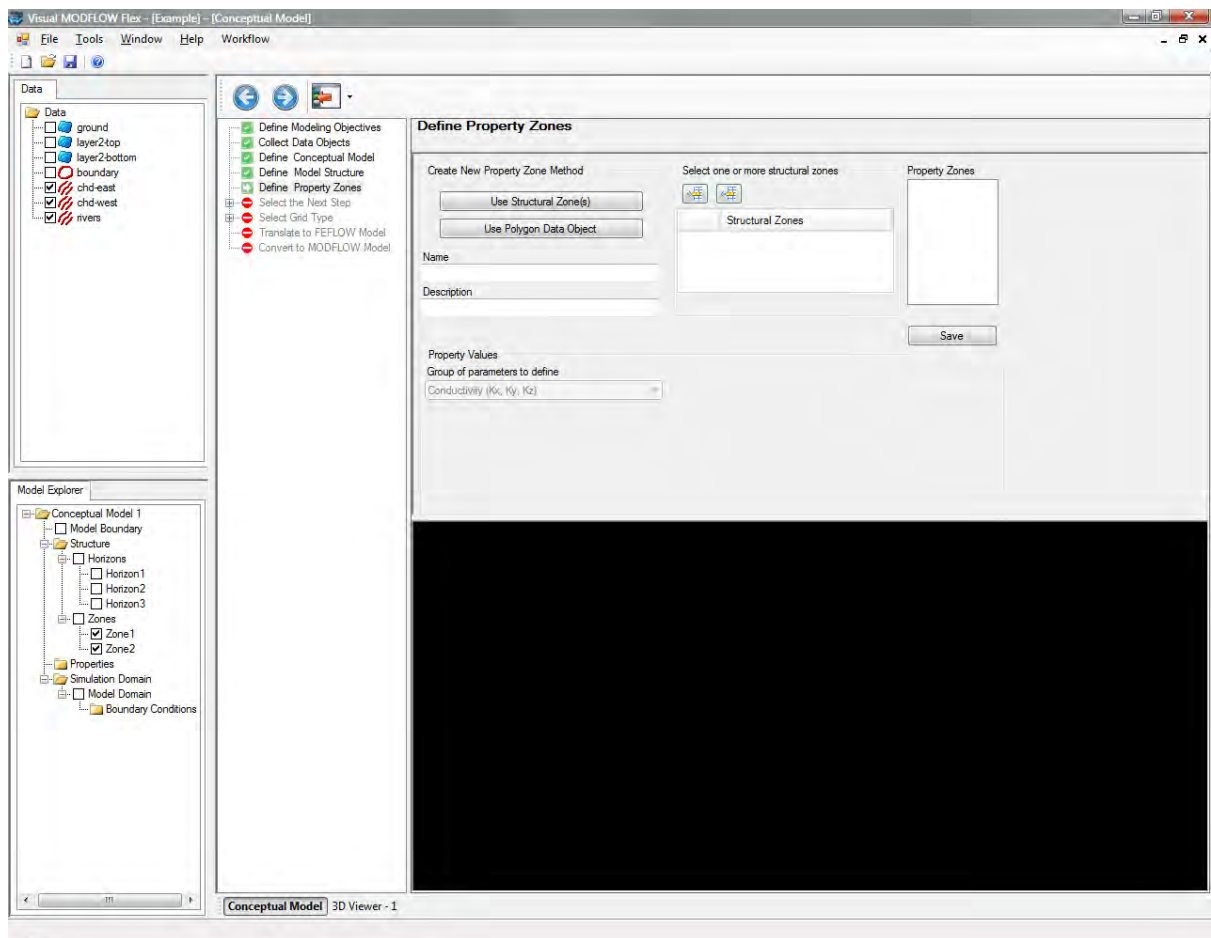 Visual MODFLOW Flex - [Example] - [Conceptual Model]
File Tools Window Help Workflow
Data
Data
ground
layer2-top
layer2-bottom
boundary
chd-east
chd-west
rivers
Model Explorer
Conceptual Model 1
Model Boundary
Structure
Horizons
Horizon1
Horizon2
Horizon3
Zones
Zone1
Zone2
Properties
Simulation Domain
Model Domain
Boundary Conditions
Define Modeling Objectives
Collect Data Objects
Define Conceptual Model
Define Model Structure
Define Property Zones
Select the Next Step
Select Grid Type
Translate to FEFLOW Model
Convert to MODFLOW Model
Define Property Zones
Create New Property Zone Method
Use Structural Zone(s)
Use Polygon Data Object
Name
Description
Select one or more structural zones
Structural Zones
Property Zones
Save
Property Values
Group of parameters to define
Conductivity (Kx, Ky, Kz)
Conceptual Model 3D Viewer - 1